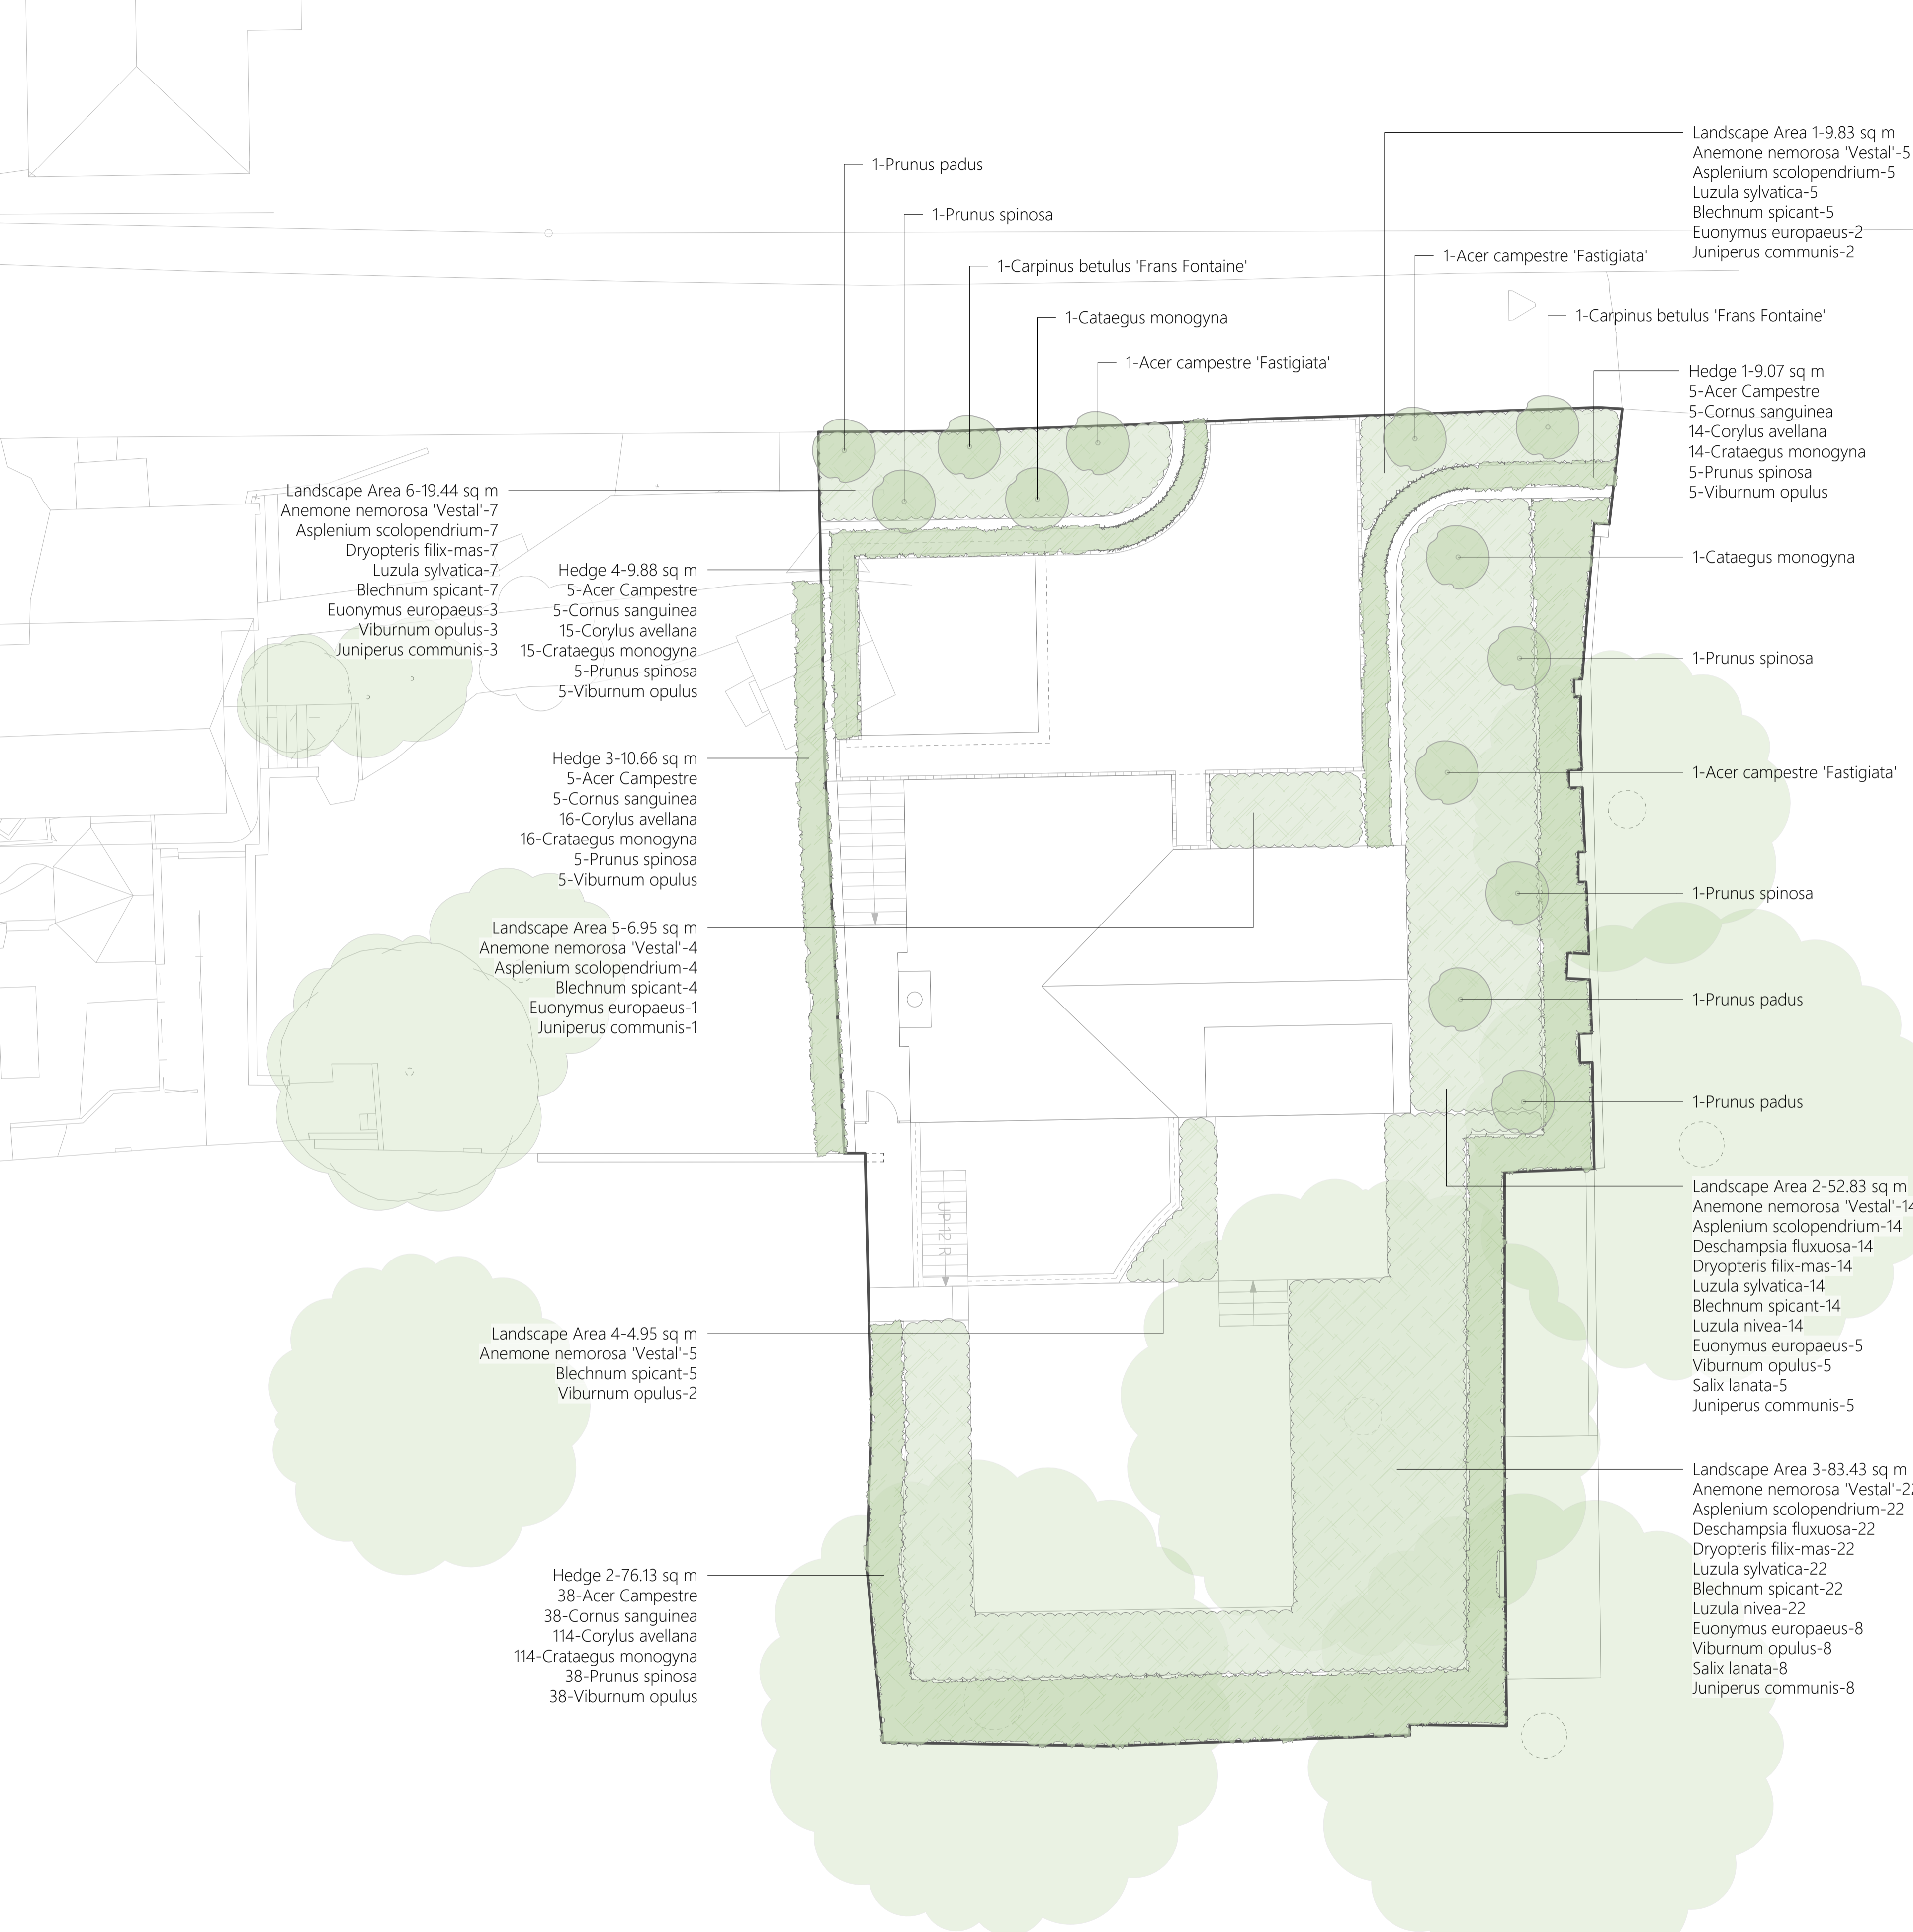 1-Prunus padus
1-Prunus spinosa
1-Carpinus betulus 'Frans Fontaine'
1-Cataegus monogyna
1-Acer campestre 'Fastigiata'
1-Acer campestre 'Fastigiata'
1-Carpinus betulus 'Frans Fontaine'
Landscape Area 1-9.83 sq m
Anemone nemorosa 'Vestal'-5
Asplenium scolopendrium-5
Luzula sylvatica-5
Blechnum spicant-5
Euonymus europaeus-2
Juniperus communis-2
Hedge 1-9.07 sq m
5-Acer Campestre
5-Cornus sanguinea
14-Corylus avellana
14-Crataegus monogyna
5-Prunus spinosa
5-Viburnum opulus
Landscape Area 6-19.44 sq m
Anemone nemorosa 'Vestal'-7
Asplenium scolopendrium-7
Dryopteris filix-mas-7
Luzula sylvatica-7
Blechnum spicant-7
Euonymus europaeus-3
Viburnum opulus-3
Juniperus communis-3
Hedge 4-9.88 sq m
5-Acer Campestre
5-Cornus sanguinea
15-Corylus avellana
15-Crataegus monogyna
5-Prunus spinosa
5-Viburnum opulus
Hedge 3-10.66 sq m
5-Acer Campestre
5-Cornus sanguinea
16-Corylus avellana
16-Crataegus monogyna
5-Prunus spinosa
5-Viburnum opulus
Landscape Area 5-6.95 sq m
Anemone nemorosa 'Vestal'-4
Asplenium scolopendrium-4
Blechnum spicant-4
Euonymus europaeus-1
Juniperus communis-1
1-Cataegus monogyna
1-Prunus spinosa
1-Acer campestre 'Fastigiata'
1-Prunus spinosa
1-Prunus padus
1-Prunus padus
UP 12 R
Landscape Area 4-4.95 sq m
Anemone nemorosa 'Vestal'-5
Blechnum spicant-5
Viburnum opulus-2
Landscape Area 2-52.83 sq m
Anemone nemorosa 'Vestal'-14
Asplenium scolopendrium-14
Deschampsia fluxuosa-14
Dryopteris filix-mas-14
Luzula sylvatica-14
Blechnum spicant-14
Luzula nivea-14
Euonymus europaeus-5
Viburnum opulus-5
Salix lanata-5
Juniperus communis-5
Landscape Area 3-83.43 sq m
Anemone nemorosa 'Vestal'-22
Asplenium scolopendrium-22
Deschampsia fluxuosa-22
Dryopteris filix-mas-22
Luzula sylvatica-22
Blechnum spicant-22
Luzula nivea-22
Euonymus europaeus-8
Viburnum opulus-8
Salix lanata-8
Juniperus communis-8
Hedge 2-76.13 sq m
38-Acer Campestre
38-Cornus sanguinea
114-Corylus avellana
114-Crataegus monogyna
38-Prunus spinosa
38-Viburnum opulus